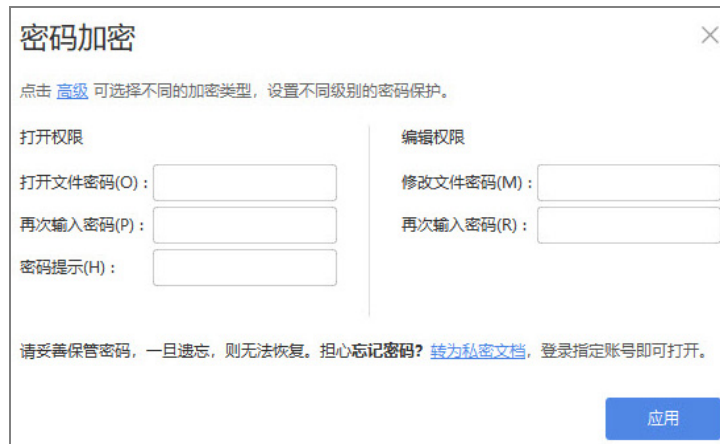 密码加密
点击 高级 可选择不同的加密类型，设置不同级别的密码保护。
打开权限
打开文件密码(O)：
再次输入密码(P)：
密码提示(H)：
编辑权限
修改文件密码(M)：
再次输入密码(R)：
请妥善保管密码，一旦遗忘，则无法恢复。担心忘记密码？转为私密文档，登录指定账号即可打开。
应用